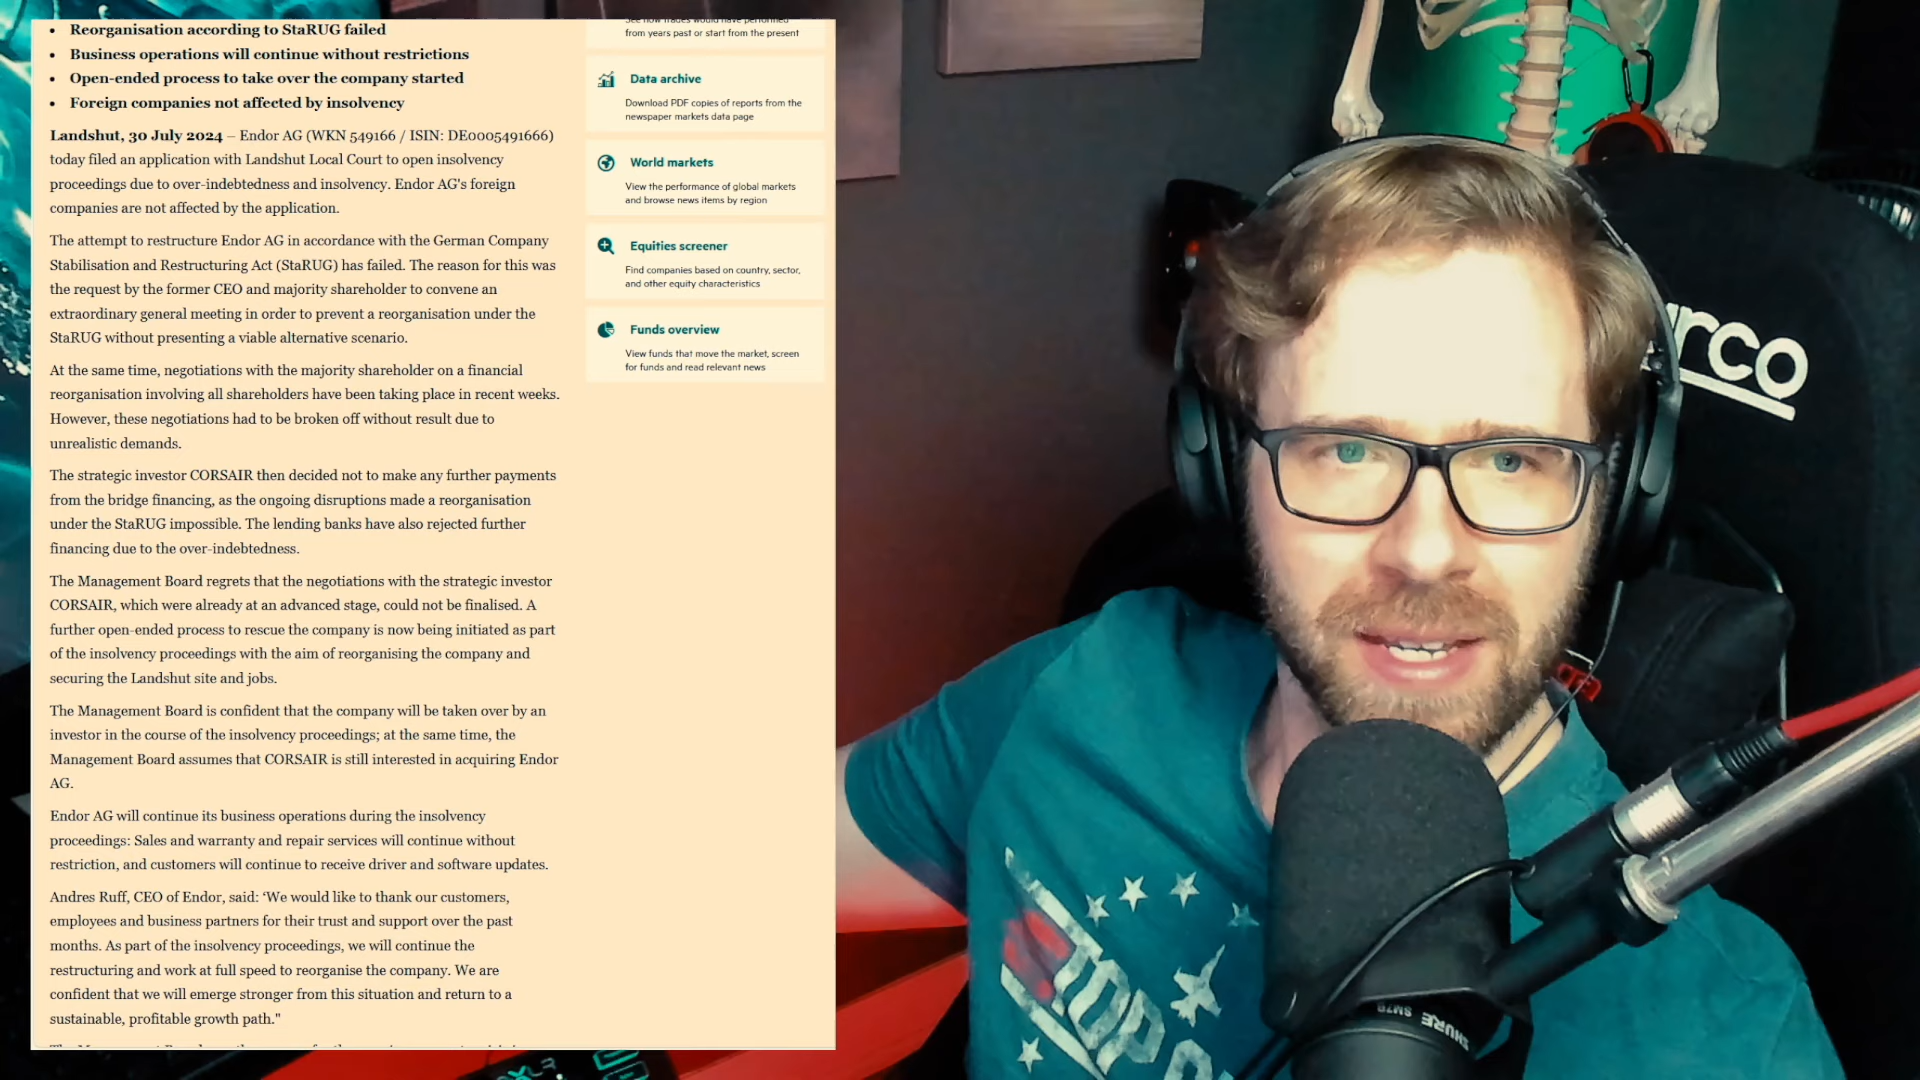 Reorganisation according to StaRUG failed
Business operations will continue without restrictions
Open-ended process to take over the company started
Foreign companies not affected by insolvency
Landshut, 30 July 2024 – Endor AG (WKN 549166 / ISIN: DE0005491666)
today filed an application with Landshut Local Court to open insolvency
proceedings due to over-indebtedness and insolvency. Endor AG's foreign
companies are not affected by the application.
The attempt to restructure Endor AG in accordance with the German Company
Stabilisation and Restructuring Act (StaRUG) has failed. The reason for this was
the request by the former CEO and majority shareholder to convene an
extraordinary general meeting in order to prevent a reorganisation under the
StaRUG without presenting a viable alternative scenario.
At the same time, negotiations with the majority shareholder on a financial
reorganisation involving all shareholders have been taking place in recent weeks.
However, these negotiations had to be broken off without result due to
unrealistic demands.
The strategic investor CORSAIR then decided not to make any further payments
from the bridge financing, as the ongoing disruptions made a reorganisation
under the StaRUG impossible. The lending banks have also rejected further
financing due to the over-indebtedness.
The Management Board regrets that the negotiations with the strategic investor
CORSAIR, which were already at an advanced stage, could not be finalised. A
further open-ended process to rescue the company is now being initiated as part
of the insolvency proceedings with the aim of reorganising the company and
securing the Landshut site and jobs.
The Management Board is confident that the company will be taken over by an
investor in the course of the insolvency proceedings; at the same time, the
Management Board assumes that CORSAIR is still interested in acquiring Endor
AG.
Endor AG will continue its business operations during the insolvency
proceedings: Sales and warranty and repair services will continue without
restriction, and customers will continue to receive driver and software updates.
Andres Ruff, CEO of Endor, said: ‘We would like to thank our customers,
employees and business partners for their trust and support over the past
months. As part of the insolvency proceedings, we will continue the
restructuring and work at full speed to reorganise the company. We are
confident that we will emerge stronger from this situation and return to a
sustainable, profitable growth path."
See how trades would have performed
from years past or start from the present
Data archive
Download PDF copies of reports from the
newspaper markets data page
World markets
View the performance of global markets
and browse news items by region
Equities screener
Find companies based on country, sector,
and other equity characteristics
Funds overview
View funds that move the market, screen
for funds and read relevant news
arco
TOP
SHURE SM7B